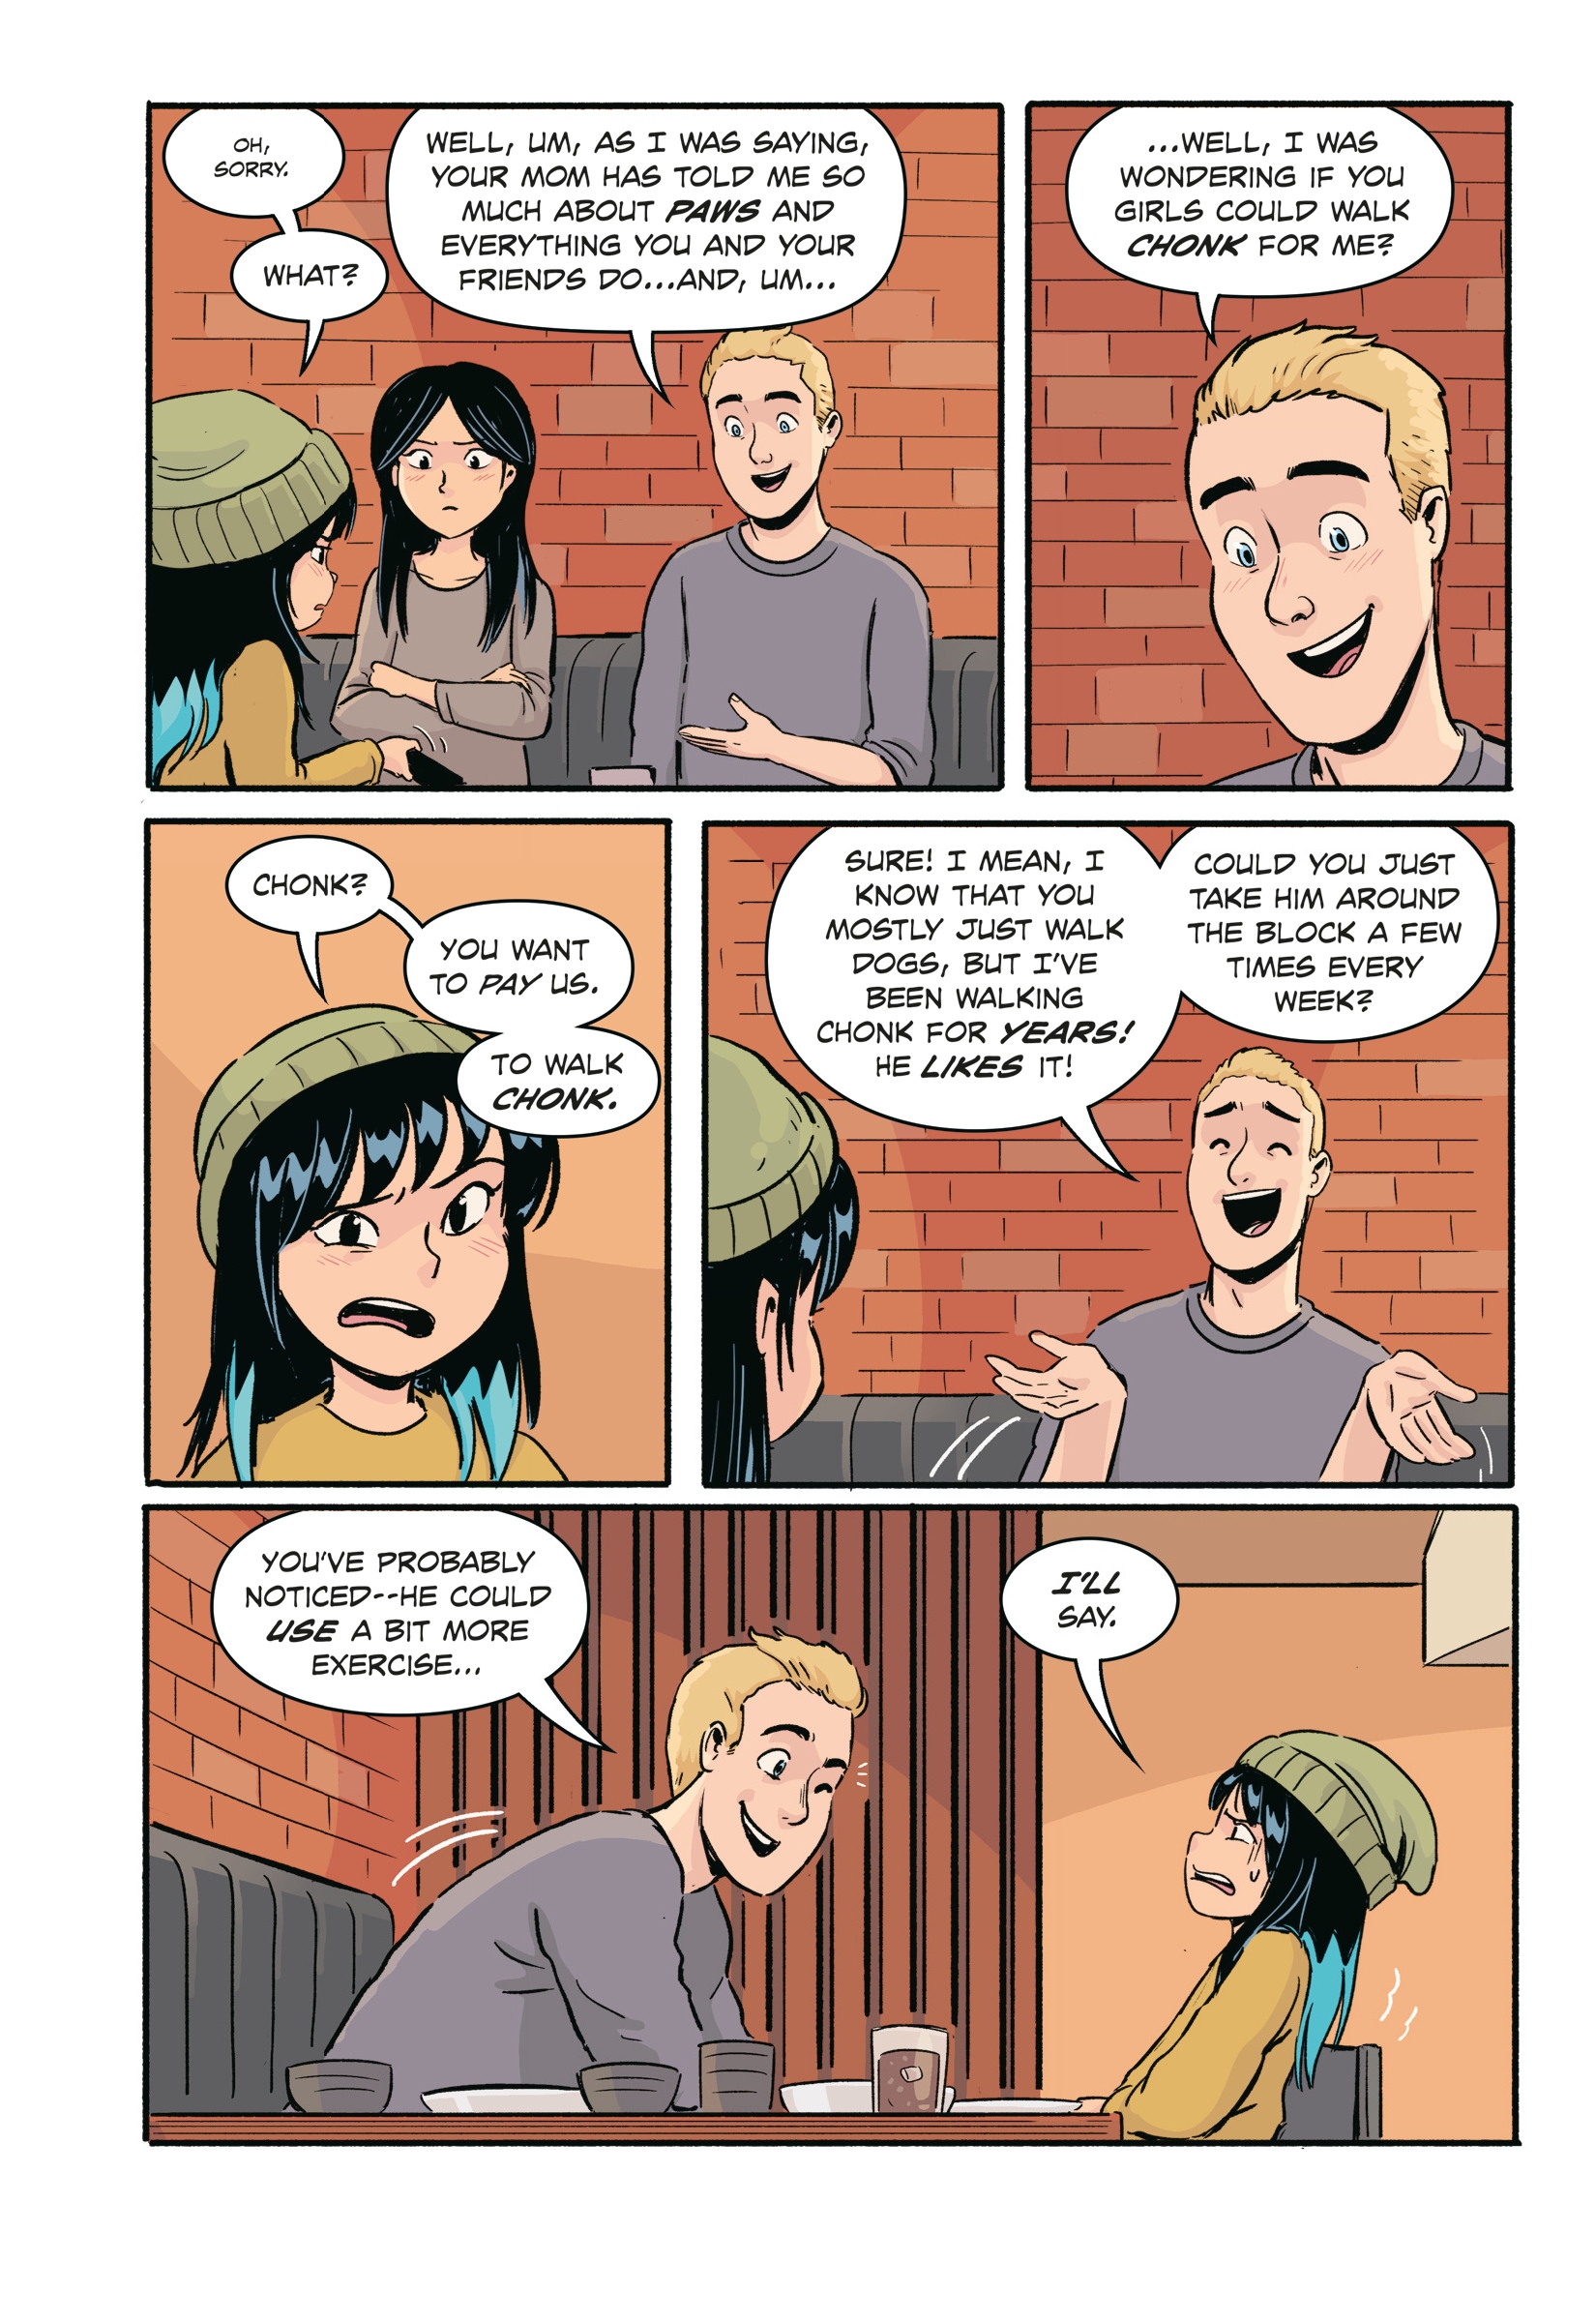 OH,
SORRY.
WHAT?
WELL, UM, AS I WAS SAYING,
YOUR MOM HAS TOLD ME SO
MUCH ABOUT PAWS AND
EVERYTHING YOU AND YOUR
FRIENDS DO...AND, UM...
...WELL, I WAS
WONDERING IF YOU
GIRLS COULD WALK
CHONK FOR ME?
CHONK?
YOU WANT
TO PAY US.
TO WALK
CHONK.
SURE! I MEAN, I
KNOW THAT YOU
MOSTLY JUST WALK
DOGS, BUT I'VE
BEEN WALKING
CHONK FOR YEARS!
HE LIKES IT!
COULD YOU JUST
TAKE HIM AROUND
THE BLOCK A FEW
TIMES EVERY
WEEK?
YOU'VE PROBABLY
NOTICED--HE COULD
USE A BIT MORE
EXERCISE...
I'LL
SAY.